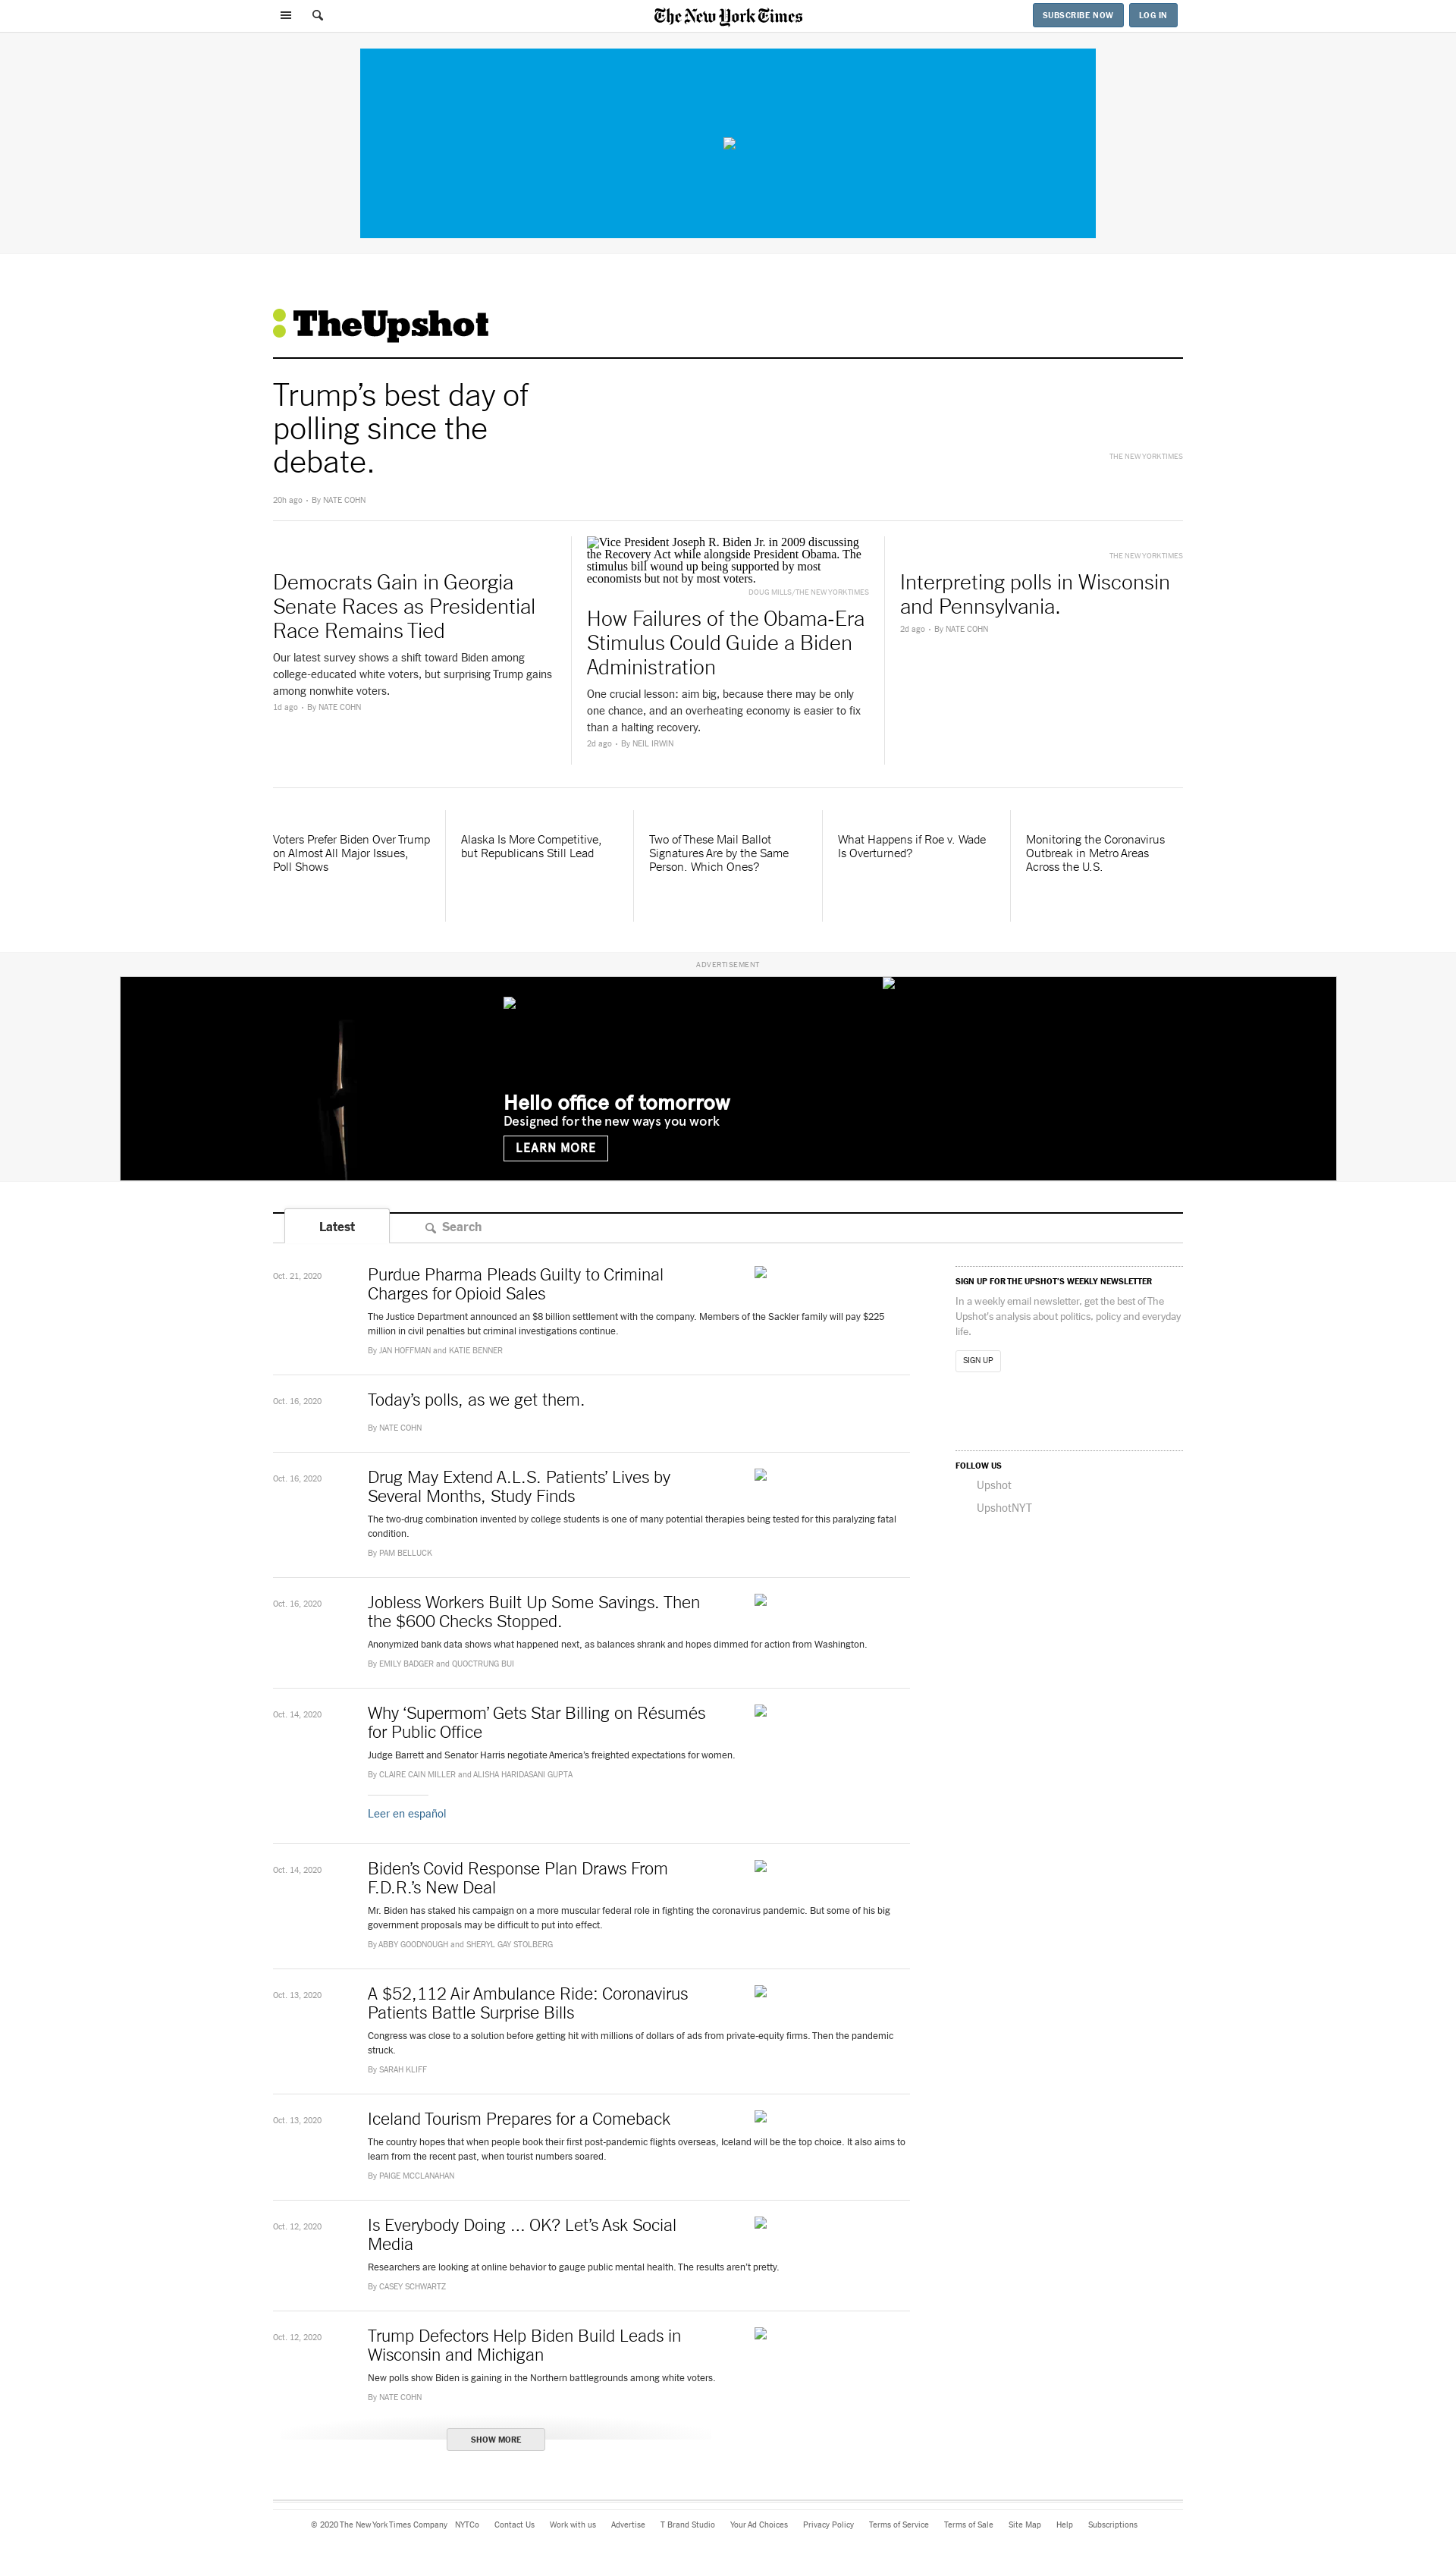 The New York Times
SUBSCRIBE NOW
LOG IN
TheUpshot
Trump’s best day of
polling since the
debate.
THE NEW YORK TIMES
20h ago • By NATE COHN
Democrats Gain in Georgia
Senate Races as Presidential
Race Remains Tied
Our latest survey shows a shift toward Biden among
college-educated white voters, but surprising Trump gains
among nonwhite voters.
1d ago • By NATE COHN
Vice President Joseph R. Biden Jr. in 2009 discussing
the Recovery Act while alongside President Obama. The
stimulus bill wound up being supported by most
economists but not by most voters.
DOUG MILLS/THE NEW YORK TIMES
How Failures of the Obama-Era
Stimulus Could Guide a Biden
Administration
One crucial lesson: aim big, because there may be only
one chance, and an overheating economy is easier to fix
than a halting recovery.
2d ago • By NEIL IRWIN
THE NEW YORK TIMES
Interpreting polls in Wisconsin
and Pennsylvania.
2d ago • By NATE COHN
Voters Prefer Biden Over Trump
on Almost All Major Issues,
Poll Shows
Alaska Is More Competitive,
but Republicans Still Lead
Two of These Mail Ballot
Signatures Are by the Same
Person. Which Ones?
What Happens if Roe v. Wade
Is Overturned?
Monitoring the Coronavirus
Outbreak in Metro Areas
Across the U.S.
ADVERTISEMENT
Hello office of tomorrow
Designed for the new ways you work
LEARN MORE
Latest
Search
Oct. 21, 2020
Purdue Pharma Pleads Guilty to Criminal
Charges for Opioid Sales
The Justice Department announced an $8 billion settlement with the company. Members of the Sackler family will pay $225
million in civil penalties but criminal investigations continue.
By JAN HOFFMAN and KATIE BENNER
Oct. 16, 2020
Today’s polls, as we get them.
By NATE COHN
Oct. 16, 2020
Drug May Extend A.L.S. Patients’ Lives by
Several Months, Study Finds
The two-drug combination invented by college students is one of many potential therapies being tested for this paralyzing fatal
condition.
By PAM BELLUCK
Oct. 16, 2020
Jobless Workers Built Up Some Savings. Then
the $600 Checks Stopped.
Anonymized bank data shows what happened next, as balances shrank and hopes dimmed for action from Washington.
By EMILY BADGER and QUOCTRUNG BUI
Oct. 14, 2020
Why ‘Supermom’ Gets Star Billing on Résumés
for Public Office
Judge Barrett and Senator Harris negotiate America’s freighted expectations for women.
By CLAIRE CAIN MILLER and ALISHA HARIDASANI GUPTA
Leer en español
Oct. 14, 2020
Biden’s Covid Response Plan Draws From
F.D.R.’s New Deal
Mr. Biden has staked his campaign on a more muscular federal role in fighting the coronavirus pandemic. But some of his big
government proposals may be difficult to put into effect.
By ABBY GOODNOUGH and SHERYL GAY STOLBERG
Oct. 13, 2020
A $52,112 Air Ambulance Ride: Coronavirus
Patients Battle Surprise Bills
Congress was close to a solution before getting hit with millions of dollars of ads from private-equity firms. Then the pandemic
struck.
By SARAH KLIFF
Oct. 13, 2020
Iceland Tourism Prepares for a Comeback
The country hopes that when people book their first post-pandemic flights overseas, Iceland will be the top choice. It also aims to
learn from the recent past, when tourist numbers soared.
By PAIGE MCCLANAHAN
Oct. 12, 2020
Is Everybody Doing ... OK? Let’s Ask Social
Media
Researchers are looking at online behavior to gauge public mental health. The results aren’t pretty.
By CASEY SCHWARTZ
Oct. 12, 2020
Trump Defectors Help Biden Build Leads in
Wisconsin and Michigan
New polls show Biden is gaining in the Northern battlegrounds among white voters.
By NATE COHN
SHOW MORE
SIGN UP FOR THE UPSHOT'S WEEKLY NEWSLETTER
In a weekly email newsletter, get the best of The
Upshot's analysis about politics, policy and everyday
life.
SIGN UP
FOLLOW US
Upshot
UpshotNYT
© 2020 The New York Times Company NYTCo Contact Us Work with us Advertise T Brand Studio Your Ad Choices Privacy Policy Terms of Service Terms of Sale Site Map Help Subscriptions